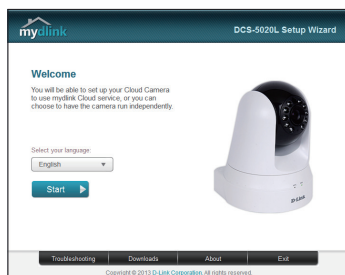 mydlink
DCS-5020L Setup Wizard
Welcome
You will be able to set up your Cloud Camera
to use mydlink Cloud service, or you can
choose to have the camera run independently.
Select your language:
English
Start
D-Link
Troubleshooting
Downloads
About
Exit
Copyright © 2013 D-Link Corporation. All rights reserved.